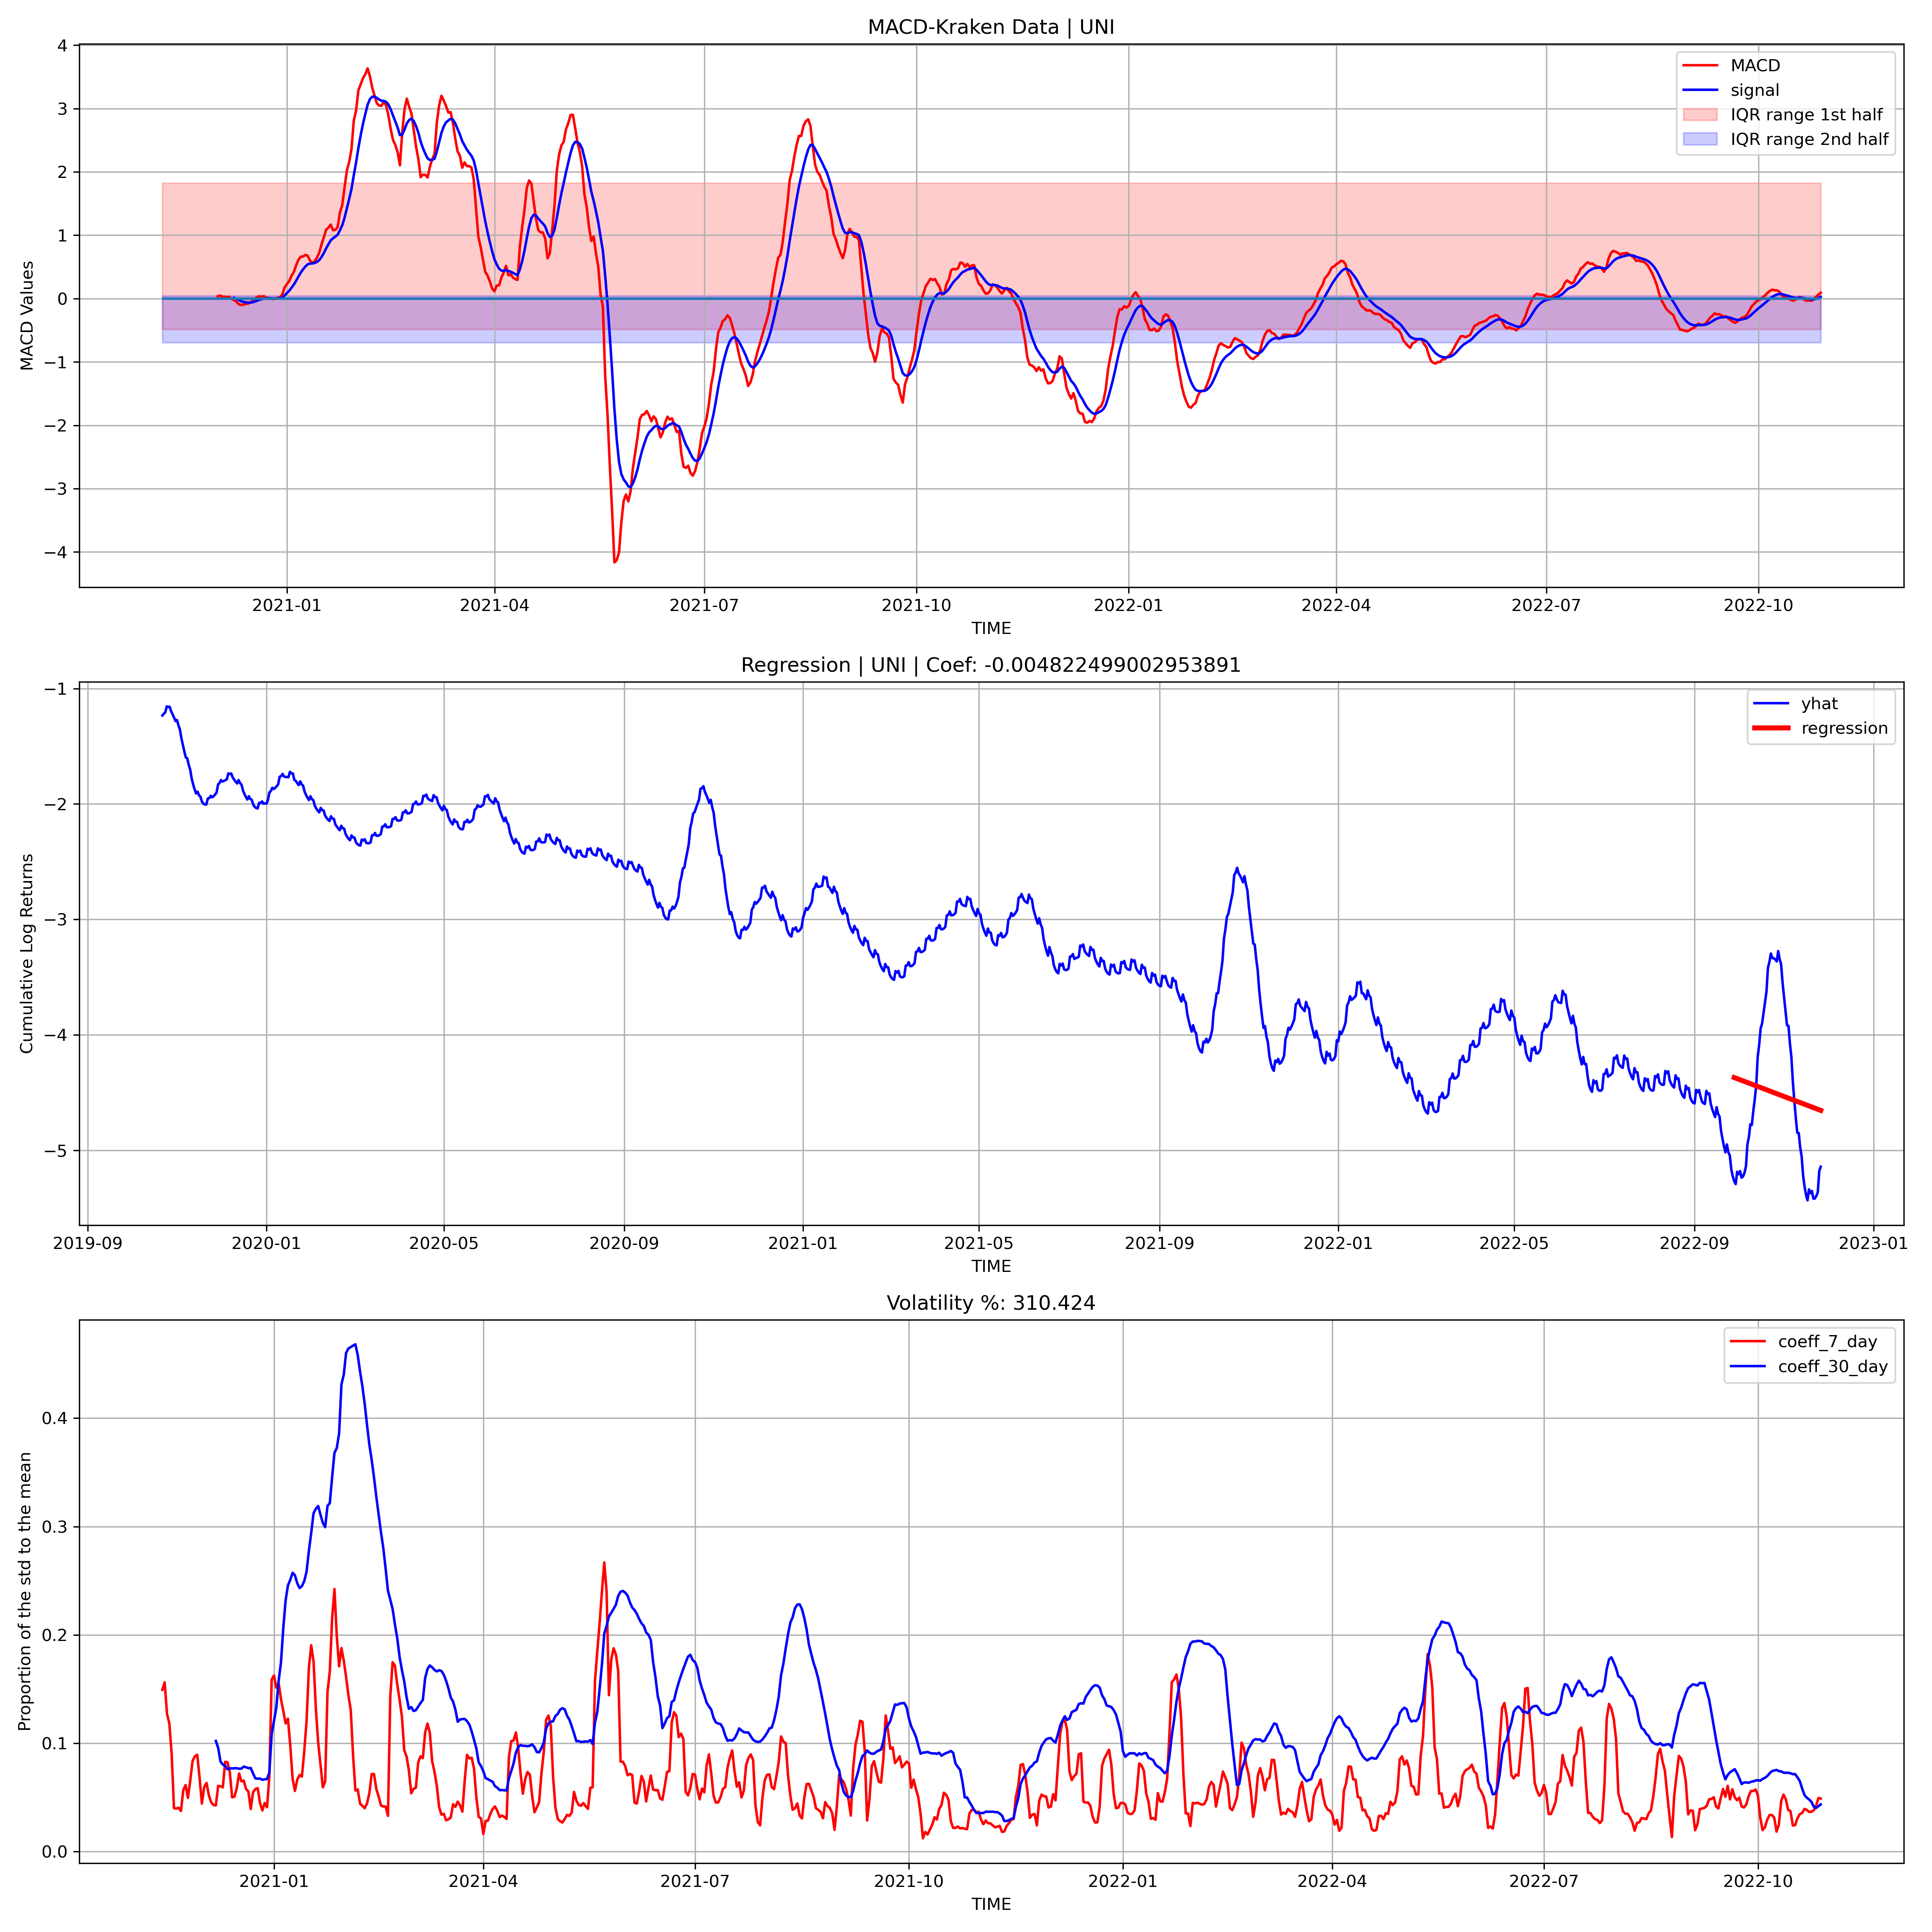 MACD-Kraken Data | UNI
MACD Values
4
3
2
1
0
−1
−2
−3
−4
MACD
signal
IQR range 1st half
IQR range 2nd half
2021-01
2021-04
2021-07
2021-10
2022-01
2022-04
2022-07
2022-10
TIME
Regression | UNI | Coef: -0.004822499002953891
Cumulative Log Returns
−1
−2
−3
−4
−5
yhat
regression
2019-09
2020-01
2020-05
2020-09
2021-01
2021-05
2021-09
2022-01
2022-05
2022-09
2023-01
TIME
Volatility %: 310.424
Proportion of the std to the mean
0.4
0.3
0.2
0.1
0.0
coeff_7_day
coeff_30_day
2021-01
2021-04
2021-07
2021-10
2022-01
2022-04
2022-07
2022-10
TIME